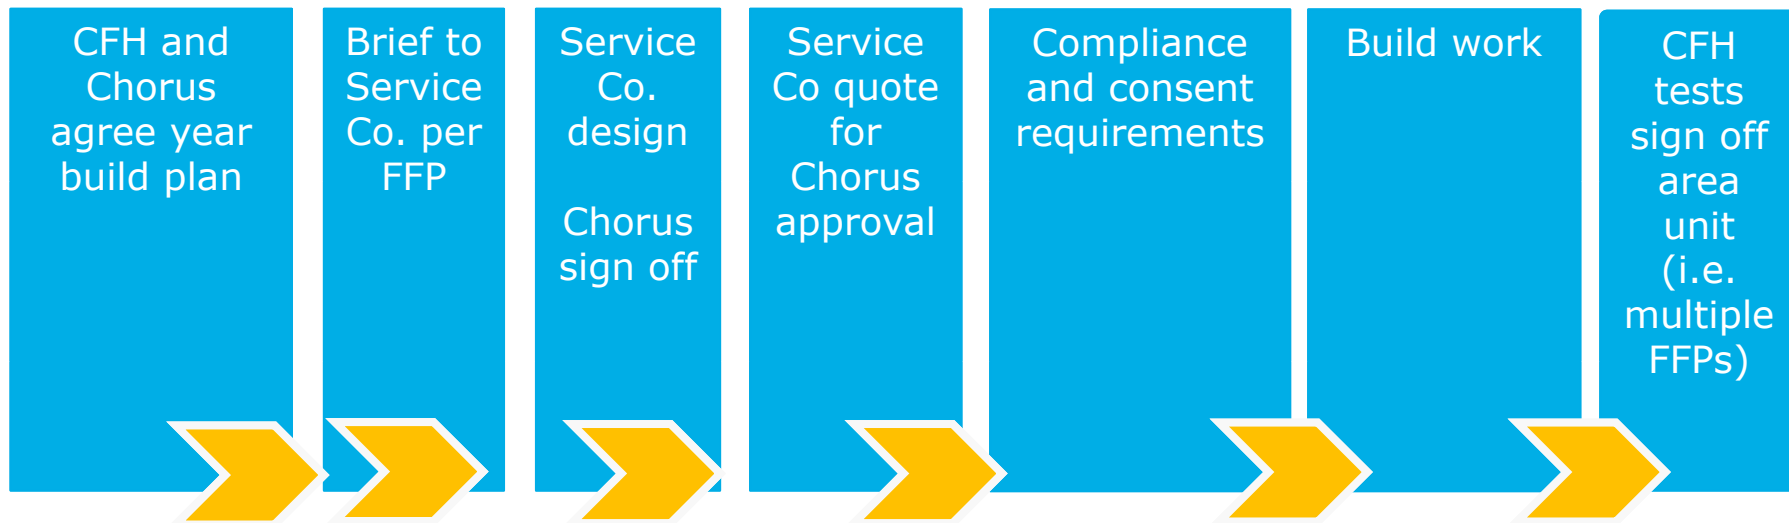 CFH and
Chorus
agree year
build plan
Brief to
Service
Co. per
FFP
Service
Co.
design
Chorus
sign off
Service
Co quote
for
Chorus
approval
Compliance
and consent
requirements
Build work
CFH
tests
sign off
area
unit
(i.e.
multiple
FFPs)